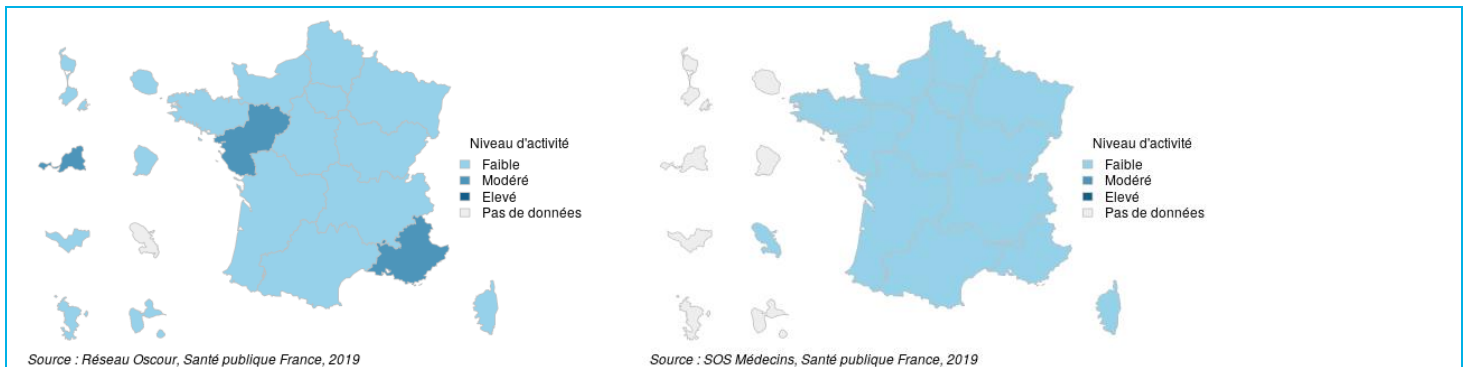 Niveau d'activité
Faible
Modéré
Elevé
Pas de données
Source : Réseau Oscour, Santé publique France, 2019
Niveau d'activité
Faible
Modéré
Elevé
Pas de données
Source : SOS Médecins, Santé publique France, 2019